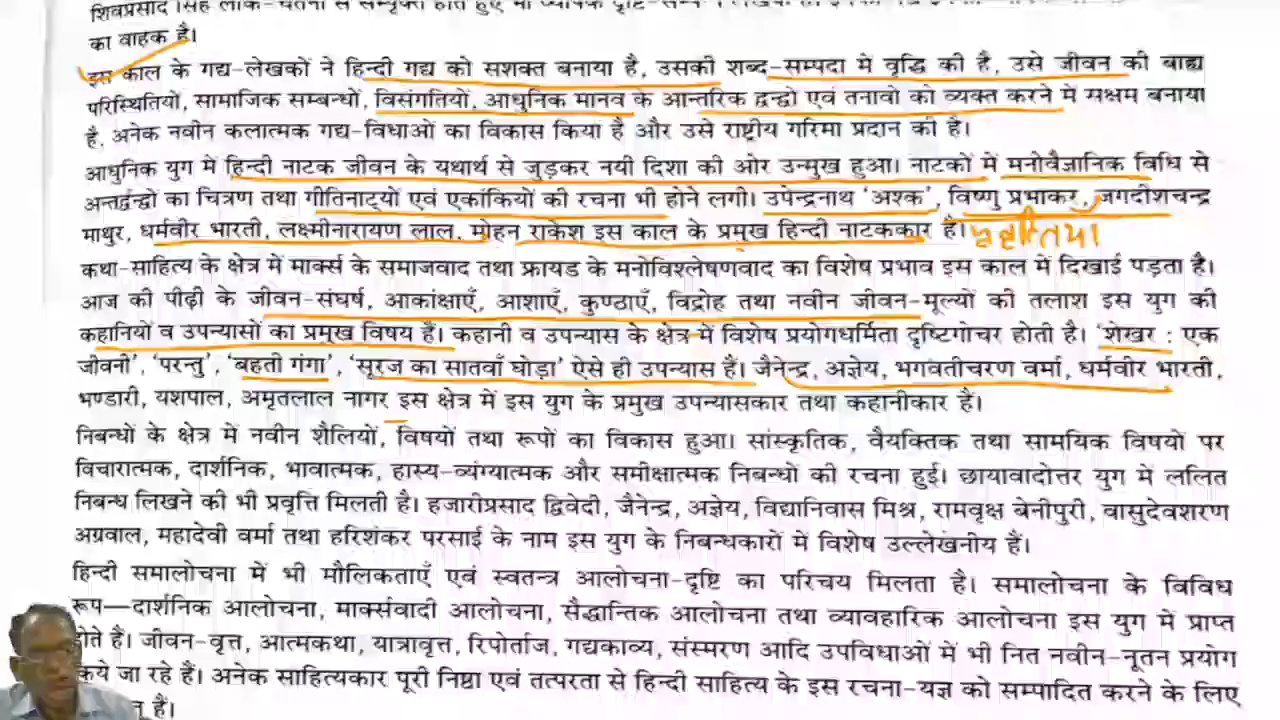 शिवप्रसाद सिंह लोक-चेतना से सम्पृक्त होते हुए भी व्यापक दृष्टि-सम्पन्न
का वाहक है।
इस काल के गद्य-लेखकों ने हिन्दी गद्य को सशक्त बनाया है, उसकी शब्द-सम्पदा में वृद्धि की है, उसे जीवन की बाह्य
परिस्थितियों, सामाजिक सम्बन्धों, विसंगतियों, आधुनिक मानव के आन्तरिक द्वन्द्वों एवं तनावों को व्यक्त करने में सक्षम बनाया
है, अनेक नवीन कलात्मक गद्य-विधाओं का विकास किया है और उसे राष्ट्रीय गरिमा प्रदान की है।
आधुनिक युग में हिन्दी नाटक जीवन के यथार्थ से जुड़कर नयी दिशा की ओर उन्मुख हुआ। नाटकों में मनोवैज्ञानिक विधि से
अन्तर्द्वन्द्वों का चित्रण तथा गीतिनाट्यों एवं एकांकियों की रचना भी होने लगी। उपेन्द्रनाथ 'अश्क', विष्णु प्रभाकर, जगदीशचन्द्र
माथुर, धर्मवीर भारती, लक्ष्मीनारायण लाल, मोहन राकेश इस काल के प्रमुख हिन्दी नाटककार हैं।
कथा-साहित्य के क्षेत्र में मार्क्स के समाजवाद तथा फ्रायड के मनोविश्लेषणवाद का विशेष प्रभाव इस काल में दिखाई पड़ता है।
आज की पीढ़ी के जीवन-संघर्ष, आकांक्षाएँ, आशाएँ, कुण्ठाएँ, विद्रोह तथा नवीन जीवन-मूल्यों की तलाश इस युग की
कहानियों व उपन्यासों का प्रमुख विषय है। कहानी व उपन्यास के क्षेत्र में विशेष प्रयोगधर्मिता दृष्टिगोचर होती है। 'शेखर : एक
जीवनी', 'परन्तु', 'बहती गंगा', 'सूरज का सातवाँ घोड़ा' ऐसे ही उपन्यास हैं। जैनेन्द्र, अज्ञेय, भगवतीचरण वर्मा, धर्मवीर भारती,
भण्डारी, यशपाल, अमृतलाल नागर इस क्षेत्र में इस युग के प्रमुख उपन्यासकार तथा कहानीकार हैं।
निबन्धों के क्षेत्र में नवीन शैलियों, विषयों तथा रूपों का विकास हुआ। सांस्कृतिक, वैयक्तिक तथा सामयिक विषयों पर
विचारात्मक, दार्शनिक, भावात्मक, हास्य-व्यंग्यात्मक और समीक्षात्मक निबन्धों की रचना हुई। छायावादोत्तर युग में ललित
निबन्ध लिखने की भी प्रवृत्ति मिलती है। हजारीप्रसाद द्विवेदी, जैनेन्द्र, अज्ञेय, विद्यानिवास मिश्र, रामवृक्ष बेनीपुरी, वासुदेवशरण
अग्रवाल, महादेवी वर्मा तथा हरिशंकर परसाई के नाम इस युग के निबन्धकारों में विशेष उल्लेखनीय हैं।
हिन्दी समालोचना में भी मौलिकताएँ एवं स्वतन्त्र आलोचना-दृष्टि का परिचय मिलता है। समालोचना के विविध
रूप—दार्शनिक आलोचना, मार्क्सवादी आलोचना, सैद्धान्तिक आलोचना तथा व्यावहारिक आलोचना इस युग में प्राप्त
होते हैं। जीवन-वृत्त, आत्मकथा, यात्रावृत्त, रिपोर्ताज, गद्यकाव्य, संस्मरण आदि उपविधाओं में भी नित नवीन-नूतन प्रयोग
किये जा रहे हैं। अनेक साहित्यकार पूरी निष्ठा एवं तत्परता से हिन्दी साहित्य के इस रचना-यज्ञ को सम्पादित करने के लिए
हैं।